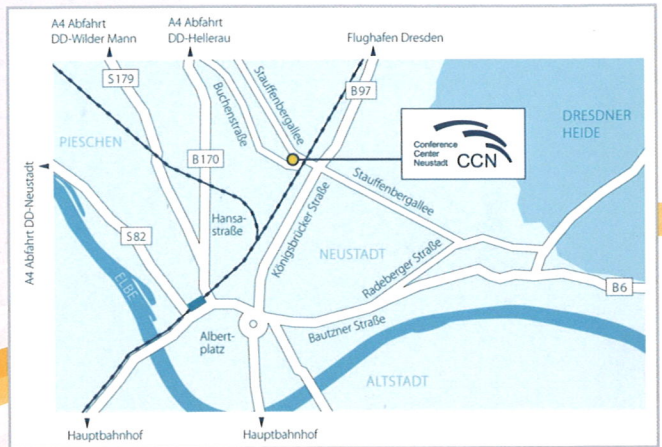 A4 Abfahrt
DD-Wilder Mann
A4 Abfahrt
DD-Hellerau
Flughafen Dresden
S179
B97
Stauffenbergallee
Buchenstraße
PIESCHEN
B170
Conference
Center
Neustadt
CCN
DRESDNER
HEIDE
A4 Abfahrt DD-Neustadt
Stauffenbergallee
Hansa-
straße
Königsbrücker Straße
S82
NEUSTADT
Radeberger Straße
ELBE
B6
Albert-
platz
Bautzner Straße
ALTSTADT
Hauptbahnhof
Hauptbahnhof